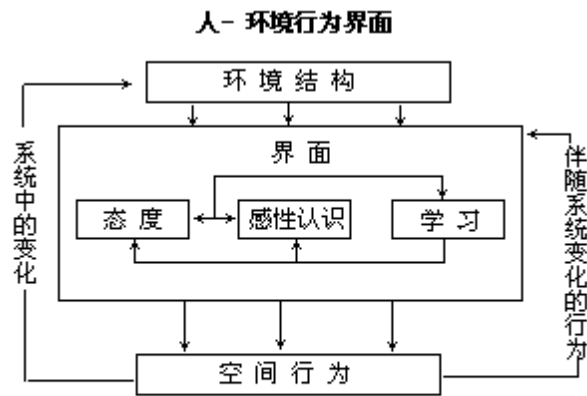 人- 环境行为界面
环 境 结 构
界 面
态 度
感性认识
学 习
空 间 行 为
系统中的变化
伴随系统变化的行为